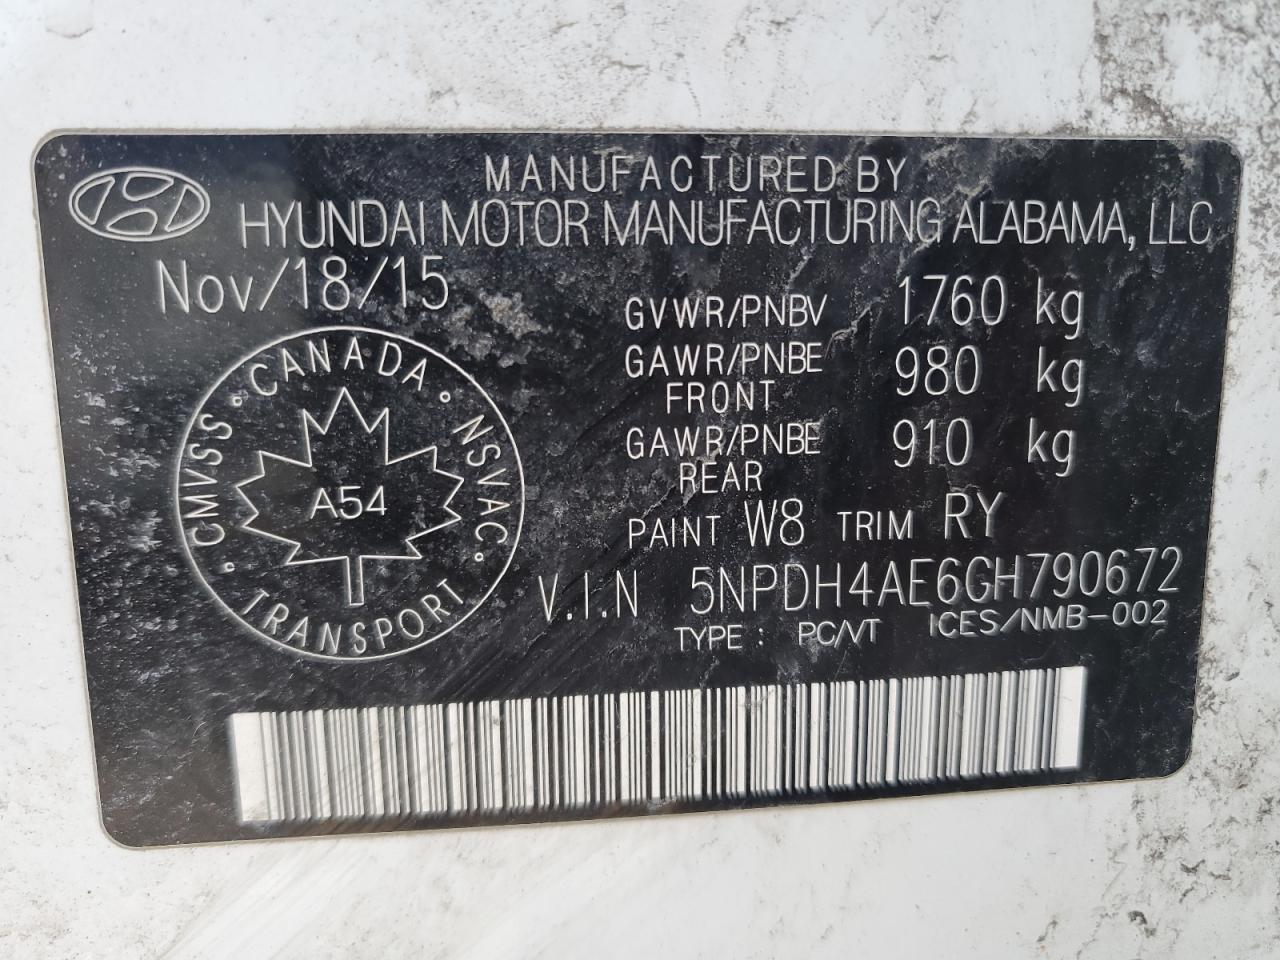 MANUFACTURED BY
HYUNDAI MOTOR MANUFACTURING ALABAMA, LLC
Nov/18/15
GVWR/PNBV 1760 kg
GAWR/PNBE FRONT 980 kg
GAWR/PNBE REAR 910 kg
PAINT W8 TRIM RY
V.I.N 5NPDH4AE6GH790672
TYPE : PC/VT ICES/NMB-002
CANADA · NSVAC · TRANSPORT · CMVSS ·
A54